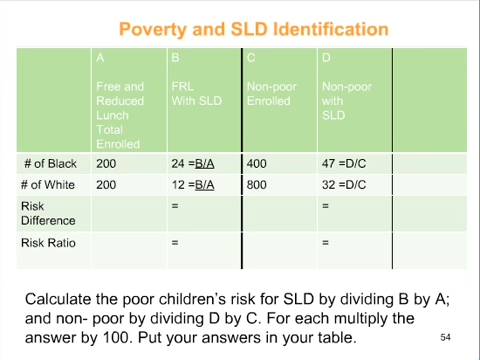 Poverty and SLD Identification
A B C D
Free and Reduced Lunch Total Enrolled
FRL With SLD
Non-poor Enrolled
Non-poor with SLD
# of Black 200 24 =B/A 400 47 =D/C
# of White 200 12 =B/A 800 32 =D/C
Risk Difference = =
Risk Ratio = =
Calculate the poor children's risk for SLD by dividing B by A;
and non- poor by dividing D by C. For each multiply the
answer by 100. Put your answers in your table.
54